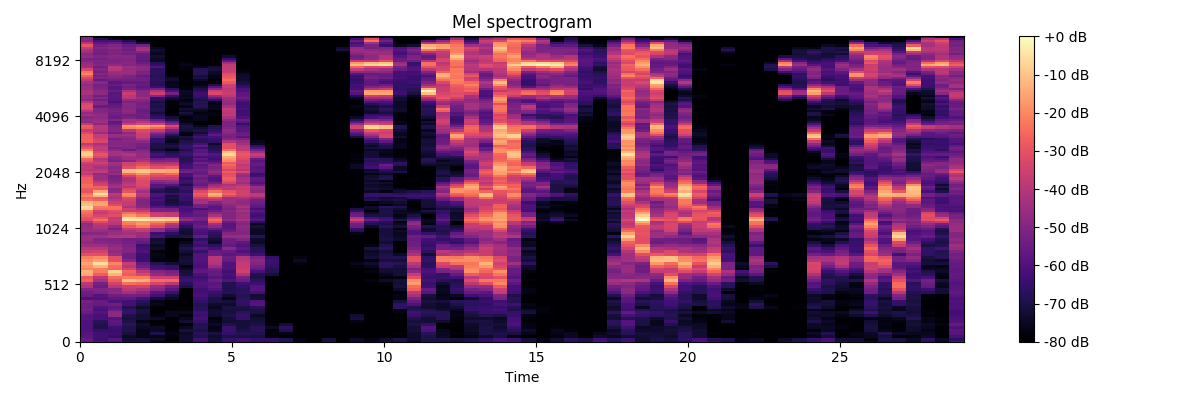 Mel spectrogram
Hz
8192
4096
2048
1024
512
0
0 5 10 15 20 25
Time
+0 dB
-10 dB
-20 dB
-30 dB
-40 dB
-50 dB
-60 dB
-70 dB
-80 dB